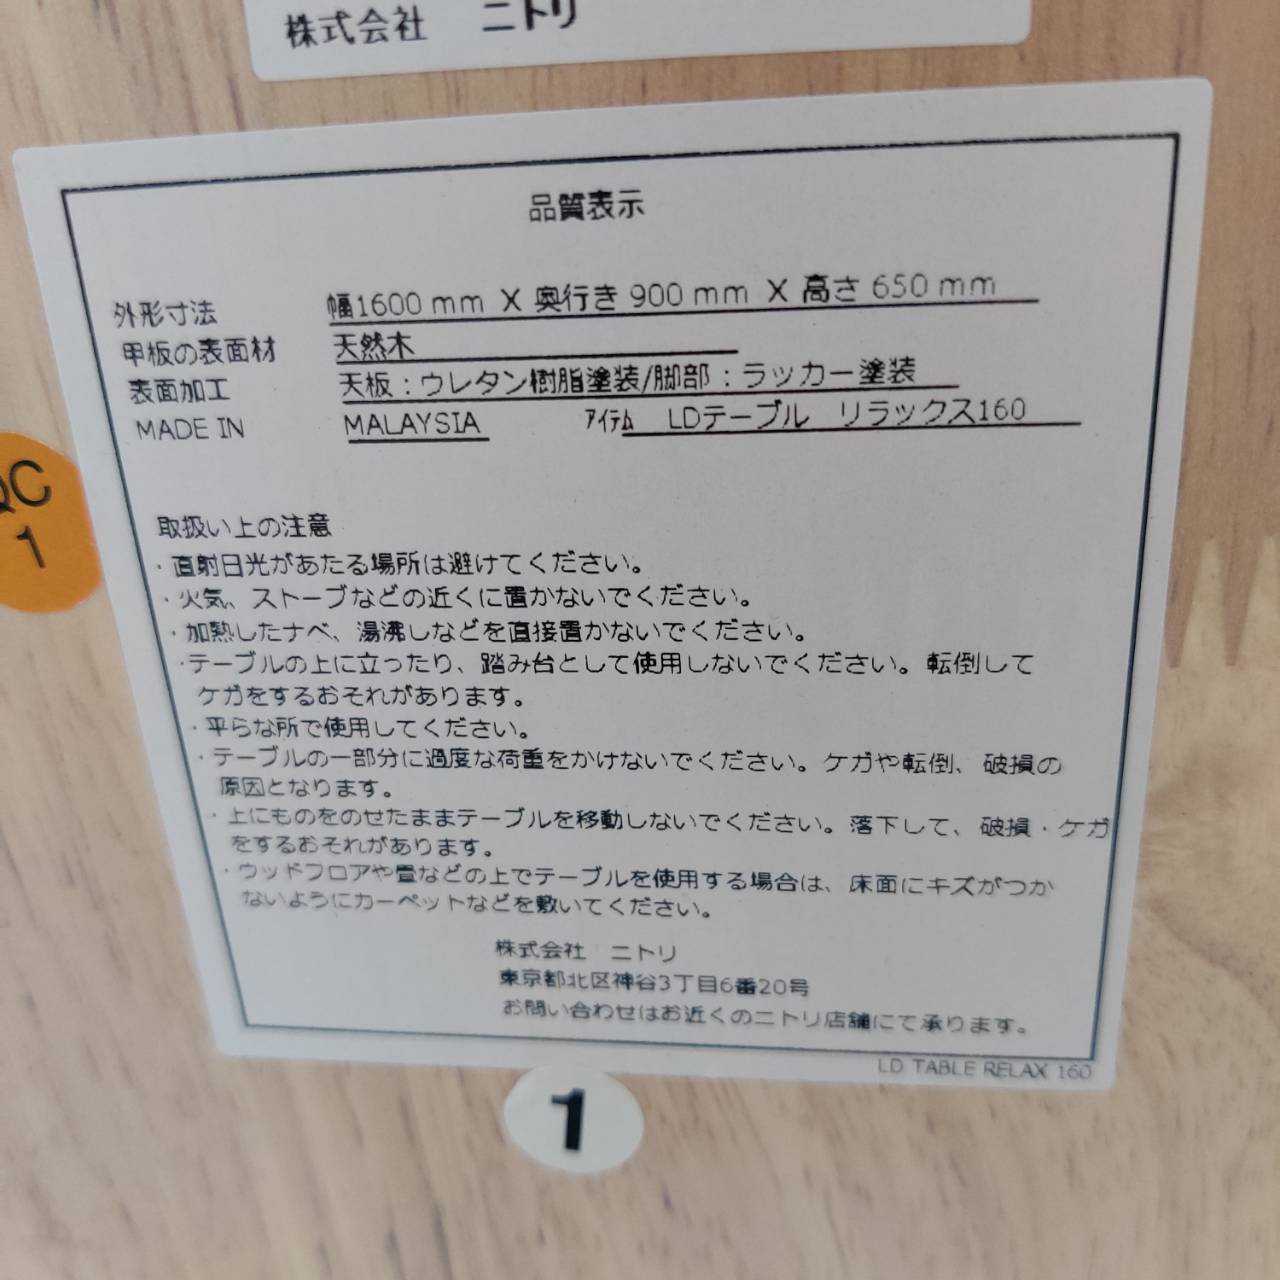 株式会社 ニトリ
品質表示
外形寸法 幅1600 mm X 奥行き 900 mm X 高さ 650 mm
甲板の表面材 天然木
表面加工 天板：ウレタン樹脂塗装/脚部：ラッカー塗装
MADE IN MALAYSIA アイテム LDテーブル リラックス160
QC
1
取扱い上の注意
・直射日光があたる場所は避けてください。
・火気、ストーブなどの近くに置かないでください。
・加熱したナベ、湯沸しなどを直接置かないでください。
・テーブルの上に立ったり、踏み台として使用しないでください。転倒して
ケガをするおそれがあります。
・平らな所で使用してください。
・テーブルの一部分に過度な荷重をかけないでください。ケガや転倒、破損の
原因となります。
・上にものをのせたままテーブルを移動しないでください。落下して、破損・ケガ
をするおそれがあります。
・ウッドフロアや畳などの上でテーブルを使用する場合は、床面にキズがつか
ないようにカーペットなどを敷いてください。
株式会社 ニトリ
東京都北区神谷3丁目6番20号
お問い合わせはお近くのニトリ店舗にて承ります。
LD TABLE RELAX 160
1